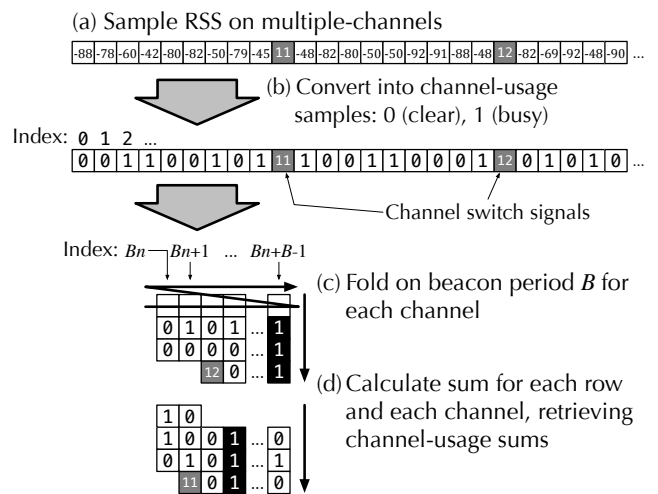 (a) Sample RSS on multiple-channels
-88 -78 -60 -42 -80 -82 -50 -79 -45 11 -48 -82 -80 -50 -50 -92 -91 -88 -48 12 -82 -69 -92 -48 -90 ...
(b) Convert into channel-usage
samples: 0 (clear), 1 (busy)
Index: 0 1 2 ...
0 0 1 1 0 0 1 0 1 11 1 0 0 1 1 0 0 0 1 12 0 1 0 1 0 ...
Channel switch signals
Index: Bn Bn+1 ... Bn+B-1
(c) Fold on beacon period B for
each channel
0 1 0 1 ... 1
0 0 0 0 ... 1
12 0 ... 1
(d) Calculate sum for each row
and each channel, retrieving
channel-usage sums
1 0
1 0 0 1 ... 0
0 1 0 1 ... 1
11 0 1 ... 0